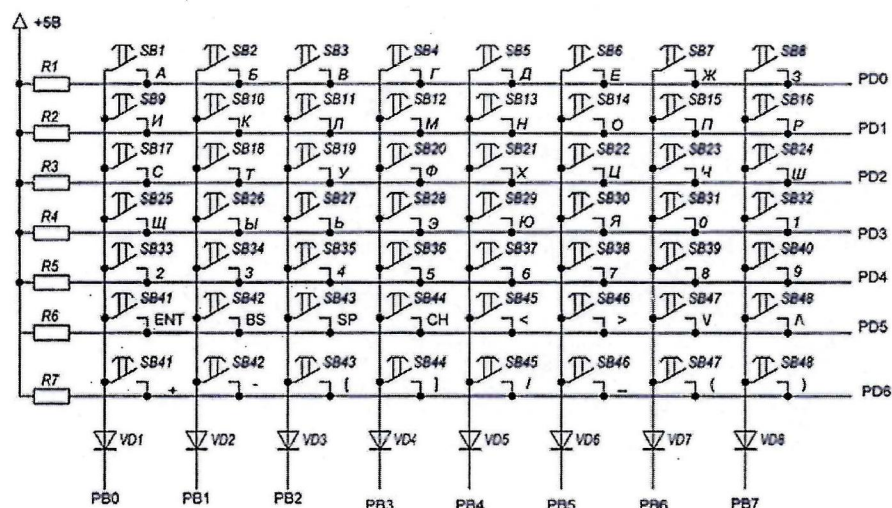 +5В
SB1 SB2 SB3 SB4 SB5 SB6 SB7 SB8
R1 А Б В Г Д Е Ж З PD0
SB9 SB10 SB11 SB12 SB13 SB14 SB15 SB16
R2 И К Л М Н О П Р PD1
SB17 SB18 SB19 SB20 SB21 SB22 SB23 SB24
R3 С Т У Ф Х Ц Ч Ш PD2
SB25 SB26 SB27 SB28 SB29 SB30 SB31 SB32
R4 Щ Ы Ь Э Ю Я 0 1 PD3
SB33 SB34 SB35 SB36 SB37 SB38 SB39 SB40
R5 2 3 4 5 6 7 8 9 PD4
SB41 SB42 SB43 SB44 SB45 SB46 SB47 SB48
R6 ENT BS SP CH < > V Λ PD5
SB41 SB42 SB43 SB44 SB45 SB46 SB47 SB48
R7 + - [ ] / _ ( ) PD6
VD1 VD2 VD3 VD4 VD5 VD6 VD7 VD8
PB0 PB1 PB2 PB3 PB4 PB5 PB6 PB7